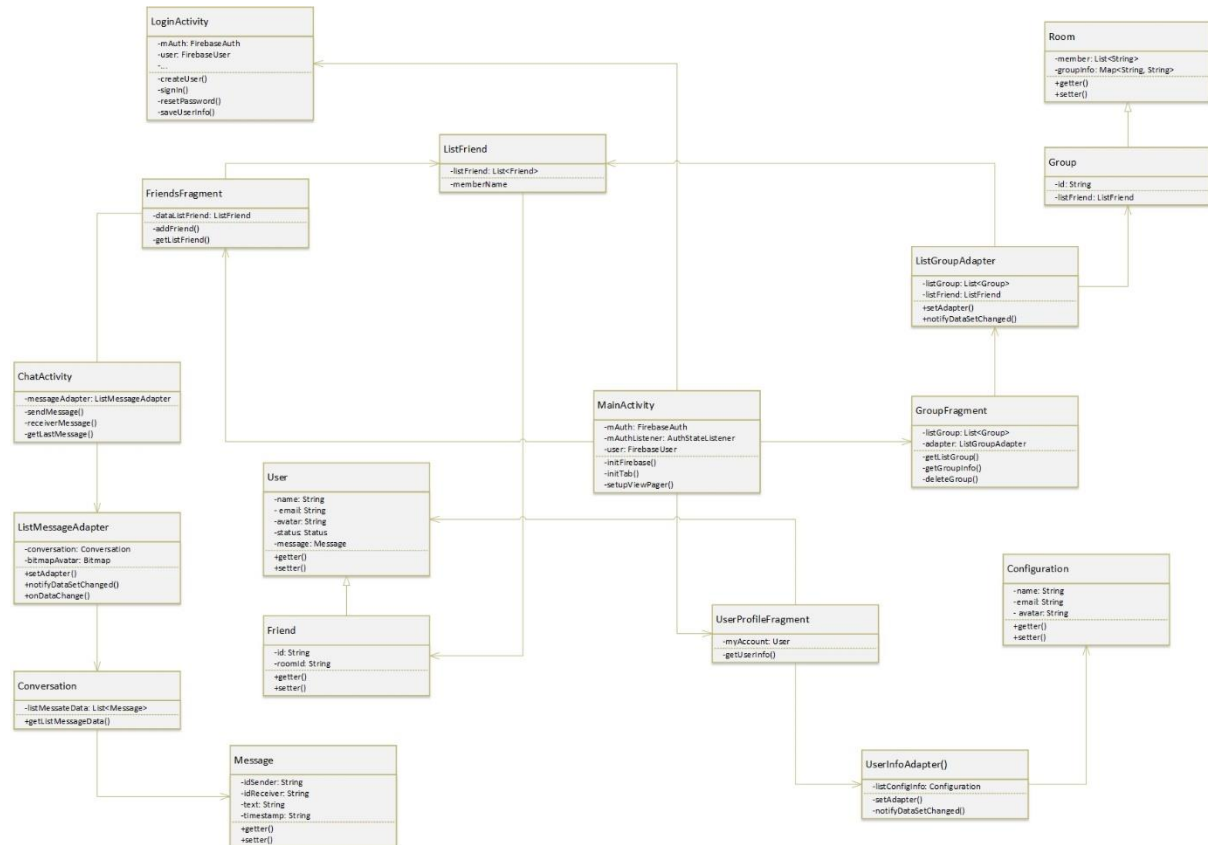 LoginActivity
-mAuth: FirebaseAuth
-user: FirebaseUser
-...
-createUser()
-signIn()
-resetPassword()
-saveUserInfo()
Room
-member: List<String>
-groupInfo: Map<String, String>
+getter()
+setter()
ListFriend
-listFriend: List<Friend>
-memberName
Group
-id: String
-listFriend: ListFriend
FriendsFragment
-dataListFriend: ListFriend
-addFriend()
-getListFriend()
ListGroupAdapter
-listGroup: List<Group>
-listFriend: ListFriend
+setAdapter()
+notifyDataSetChanged()
ChatActivity
-messageAdapter: ListMessageAdapter
-sendMessage()
-receiverMessage()
-getLastMessage()
MainActivity
-mAuth: FirebaseAuth
-mAuthListener: AuthStateListener
-user: FirebaseUser
-initFirebase()
-initTab()
-setupViewPager()
GroupFragment
-listGroup: List<Group>
-adapter: ListGroupAdapter
-getListGroup()
-getGroupInfo()
-deleteGroup()
User
-name: String
- email: String
-avatar: String
-status: Status
-message: Message
+getter()
+setter()
ListMessageAdapter
-conversation: Conversation
-bitmapAvatar: Bitmap
+setAdapter()
+notifyDataSetChanged()
+onDataChange()
Configuration
-name: String
-email: String
- avatar: String
+getter()
+setter()
Friend
-id: String
-roomId: String
+getter()
+setter()
UserProfileFragment
-myAccount: User
-getUserInfo()
Conversation
-listMessateData: List<Message>
+getListMessageData()
Message
-idSender: String
-idReceiver: String
-text: String
-timestamp: String
+getter()
+setter()
UserInfoAdapter()
-listConfigInfo: Configuration
-setAdapter()
-notifyDataSetChanged()